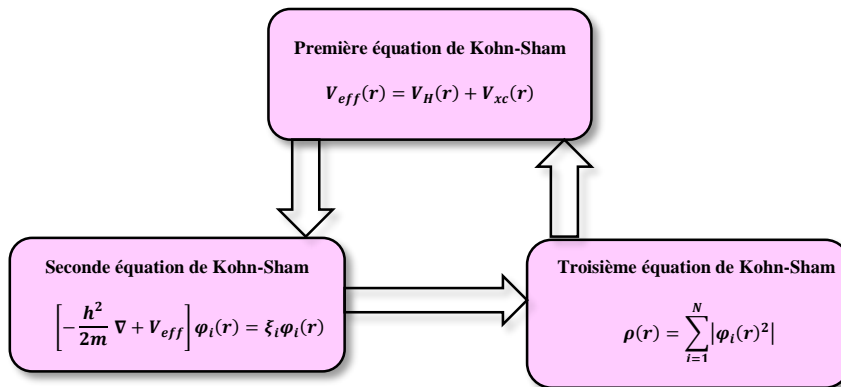 Première équation de Kohn-Sham
V_eff(r) = V_H(r) + V_xc(r)
Seconde équation de Kohn-Sham
[-h²/2m ∇ + V_eff] φ_i(r) = ξ_i φ_i(r)
Troisième équation de Kohn-Sham
ρ(r) = ∑_{i=1}^{N} |φ_i(r)²|